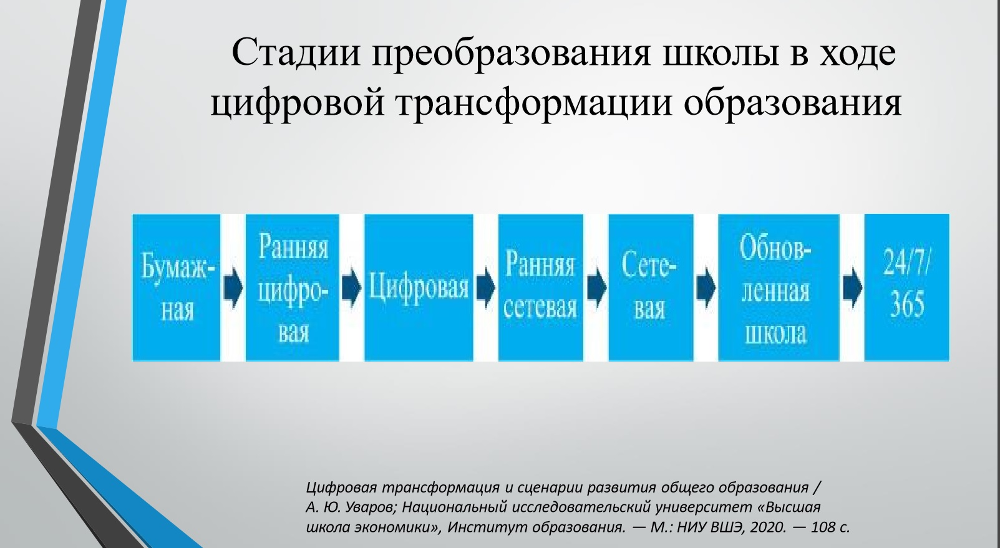 Стадии преобразования школы в ходе
цифровой трансформации образования
Бумаж-
ная
Ранняя
цифро-
вая
Цифровая
Ранняя
сетевая
Сете-
вая
Обнов-
ленная
школа
24/7/
365
Цифровая трансформация и сценарии развития общего образования /
А. Ю. Уваров; Национальный исследовательский университет «Высшая
школа экономики», Институт образования. — М.: НИУ ВШЭ, 2020. — 108 с.